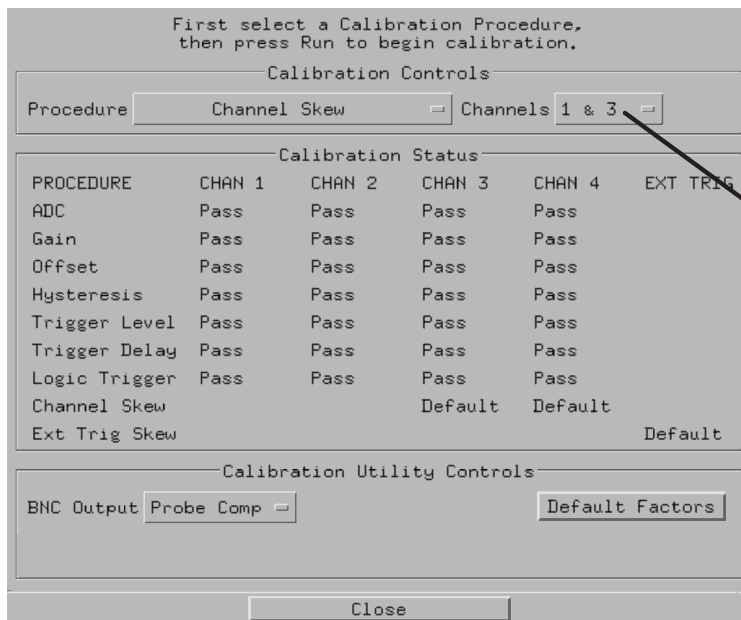 First select a Calibration Procedure,
then press Run to begin calibration.
Calibration Controls
Procedure Channel Skew Channels 1 & 3
Calibration Status
PROCEDURE CHAN 1 CHAN 2 CHAN 3 CHAN 4 EXT TRIG
ADC Pass Pass Pass Pass
Gain Pass Pass Pass Pass
Offset Pass Pass Pass Pass
Hysteresis Pass Pass Pass Pass
Trigger Level Pass Pass Pass Pass
Trigger Delay Pass Pass Pass Pass
Logic Trigger Pass Pass Pass Pass
Channel Skew Default Default
Ext Trig Skew Default
Calibration Utility Controls
BNC Output Probe Comp Default Factors
Close